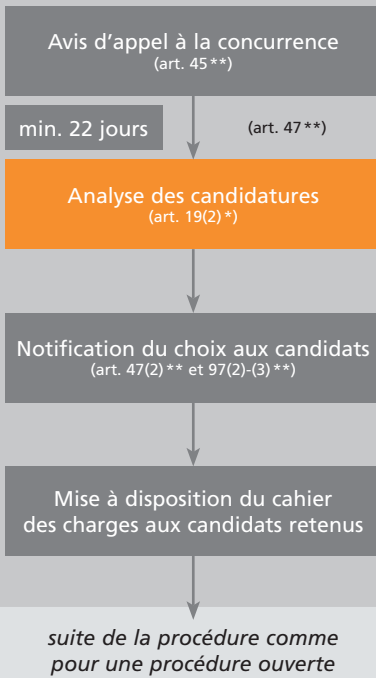 Avis d'appel à la concurrence
(art. 45**)
min. 22 jours
(art. 47**)
Analyse des candidatures
(art. 19(2)*)
Notification du choix aux candidats
(art. 47(2)** et 97(2)-(3)**)
Mise à disposition du cahier
des charges aux candidats retenus
suite de la procédure comme
pour une procédure ouverte